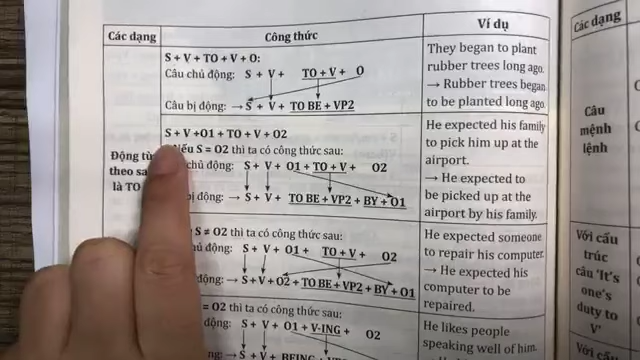 Các dạng
Công thức
Ví dụ
S + V + TO + V + O:
Câu chủ động: S + V + TO + V + O
Câu bị động: → S + V + TO BE + VP2
They began to plant
rubber trees long ago.
→ Rubber trees began
to be planted long ago.
Động từ
theo
là TO
S + V +O1 + TO + V + O2
S = O2 thì ta có công thức sau:
động: S + V + O1 + TO + V + O2
bị động: → S + V + TO BE + VP2 + BY + O1
He expected his family
to pick him up at the
airport.
→ He expected to
be picked up at the
airport by his family.
S ≠ O2 thì ta có công thức sau:
động: S + V + O1 + TO + V + O2
động: → S + V + O2 + TO BE + VP2 + BY + O1
He expected someone
to repair his computer.
→ He expected his
computer to be
repaired.
= O2 thì ta có công thức sau:
động: S + V + O1 + V-ING + O2
He likes people
speaking well of him.
Các dạng
Câu
mệnh
lệnh
Với cấu
trúc
câu 'It's
one's
duty to
V'